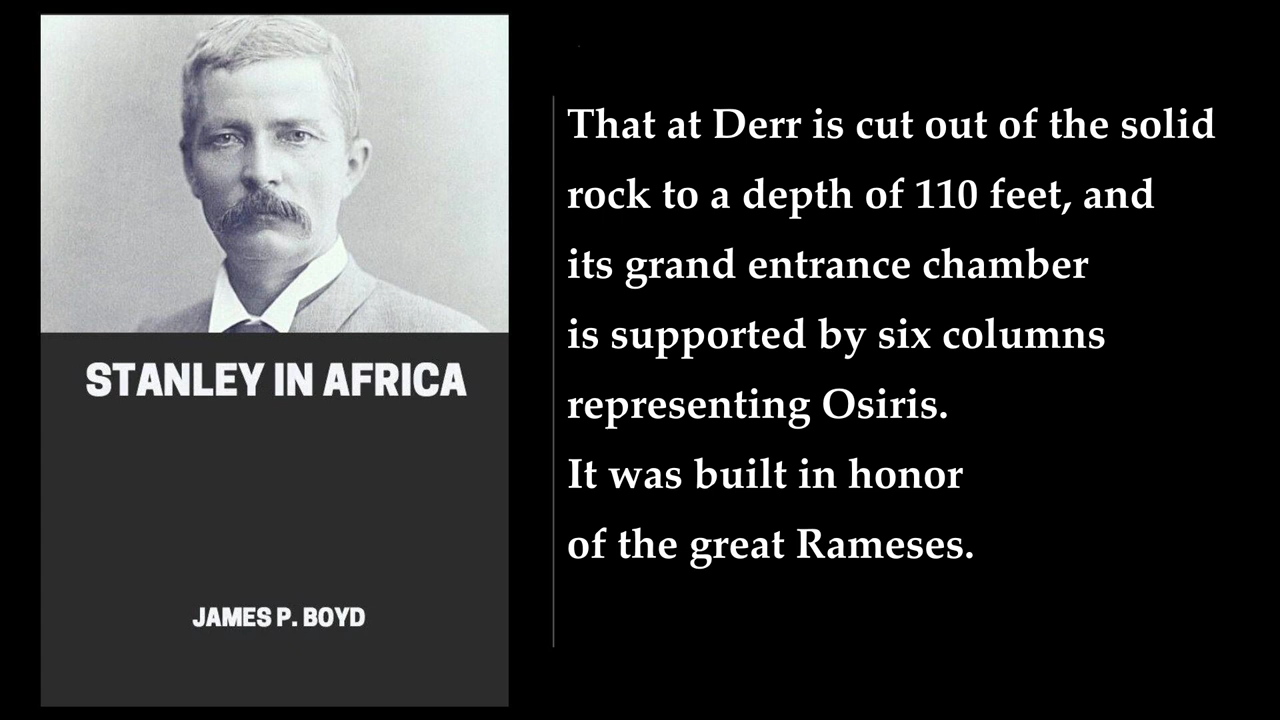 STANLEY IN AFRICA
JAMES P. BOYD
That at Derr is cut out of the solid
rock to a depth of 110 feet, and
its grand entrance chamber
is supported by six columns
representing Osiris.
It was built in honor
of the great Rameses.